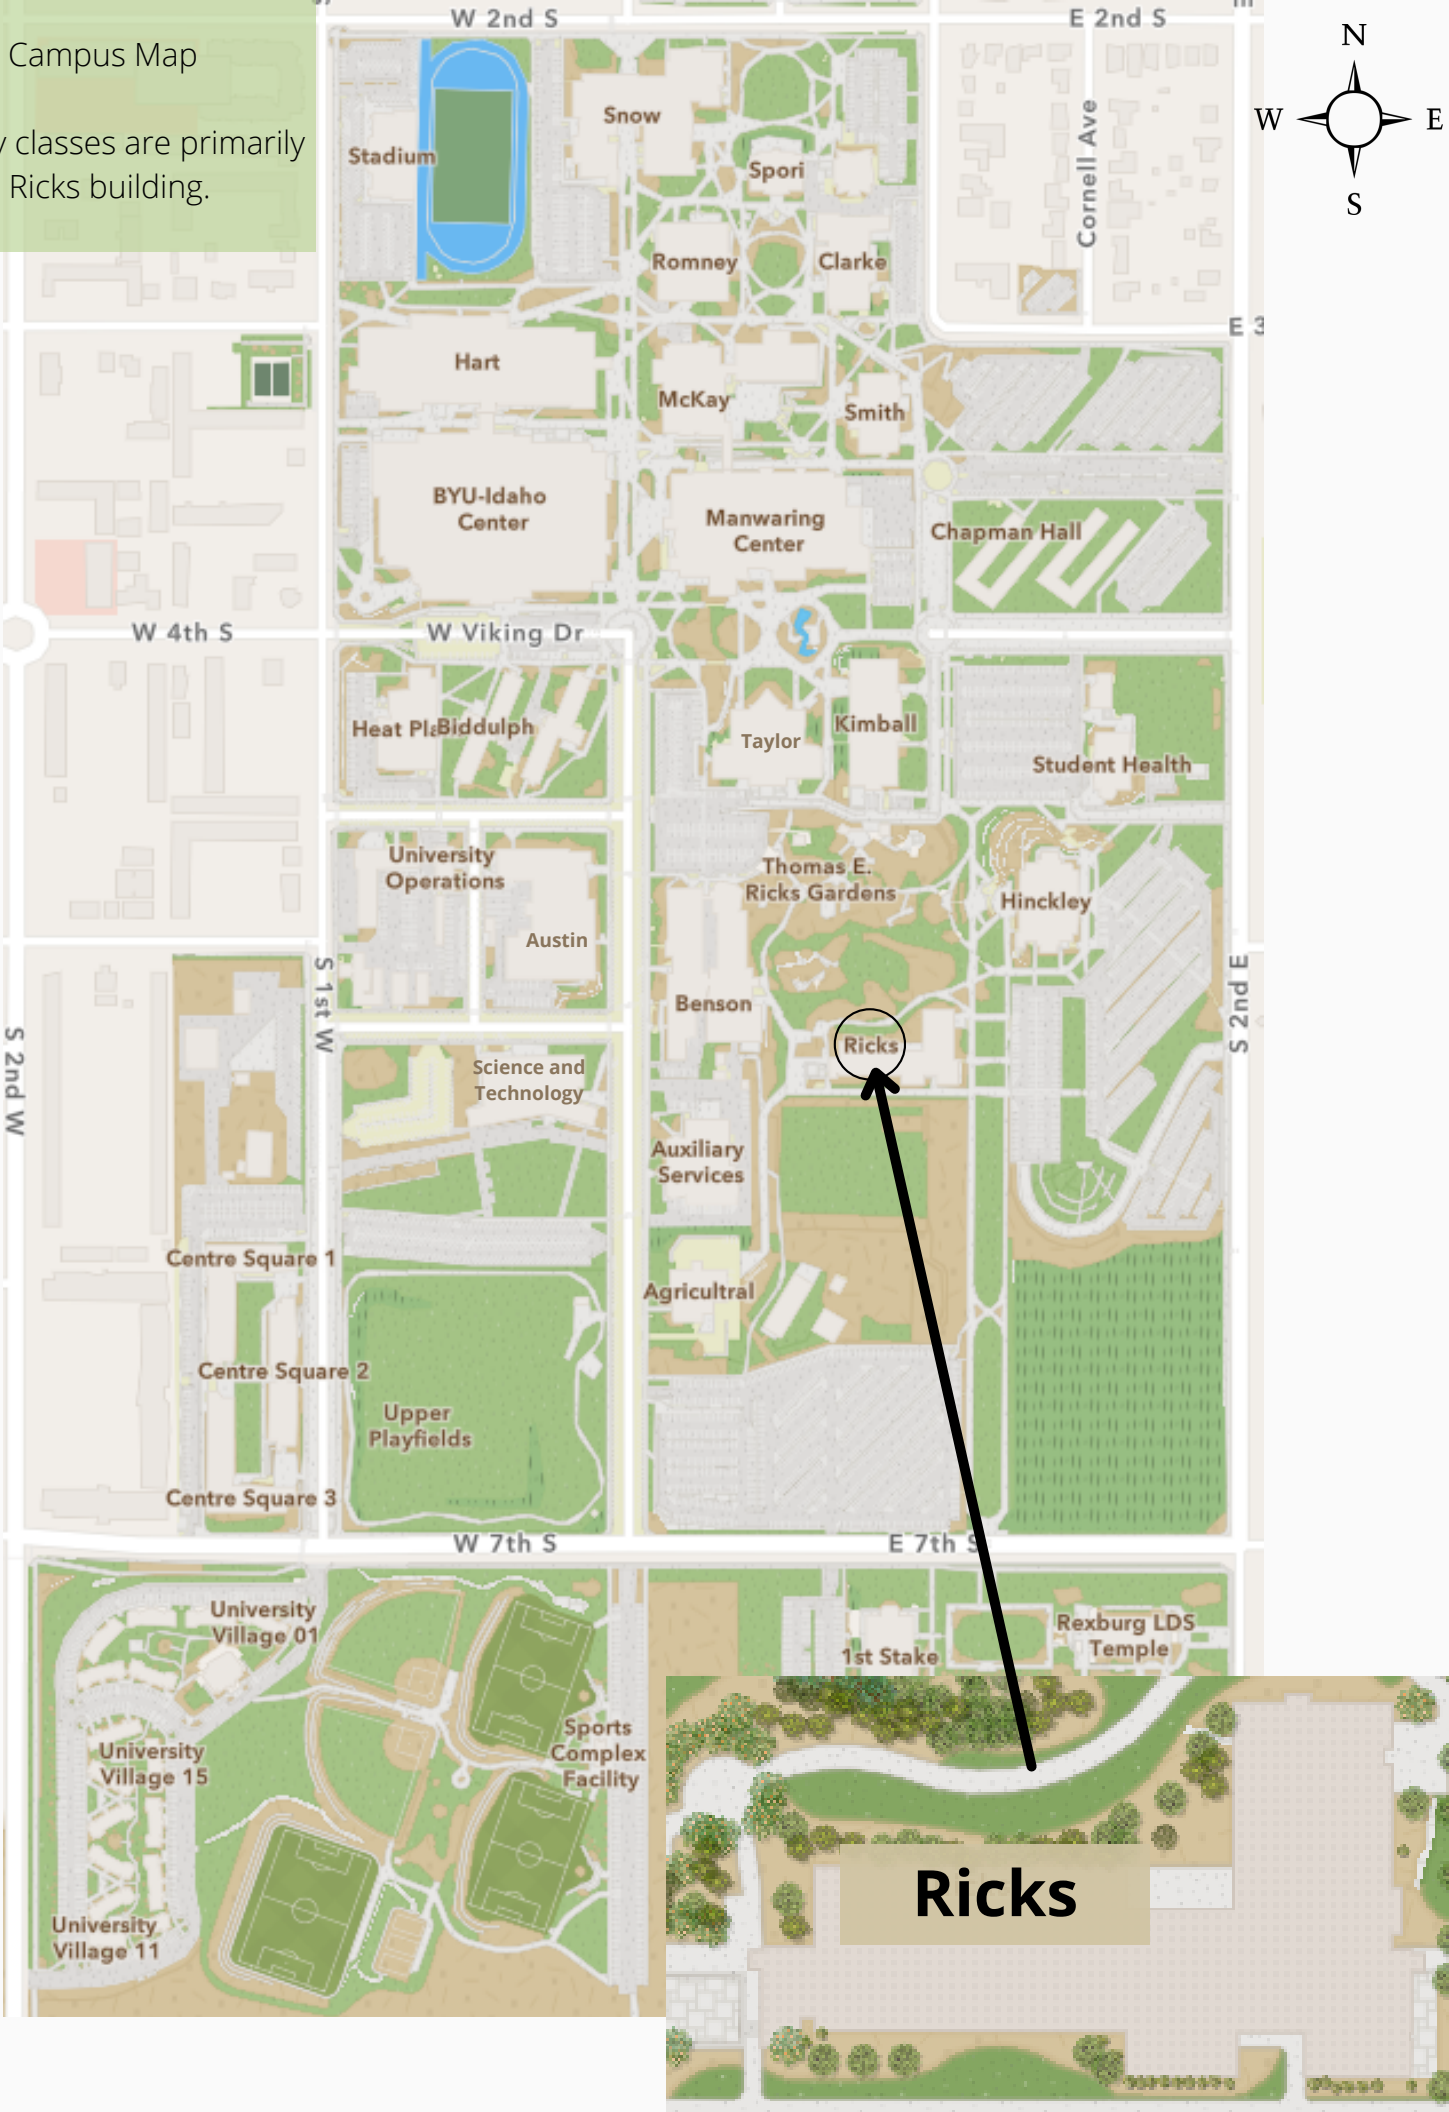 W 2nd S
E 2nd S
Campus Map
y classes are primarily
Ricks building.
N
W
E
S
Cornell Ave
Stadium
Snow
Spori
Romney
Clarke
E 3
Hart
McKay
Smith
BYU-Idaho
Center
Manwaring
Center
Chapman Hall
W 4th S
W Viking Dr
Heat Pla
Biddulph
Taylor
Kimball
Student Health
University
Operations
Thomas E.
Ricks Gardens
Hinckley
Austin
S 1st W
S 2nd E
Benson
S 2nd W
Ricks
Science and
Technology
Auxiliary
Services
Centre Square 1
Agricultral
Centre Square 2
Upper
Playfields
Centre Square 3
W 7th S
E 7th S
University
Village 01
1st Stake
Rexburg LDS
Temple
University
Village 15
Sports
Complex
Facility
University
Village 11
Ricks